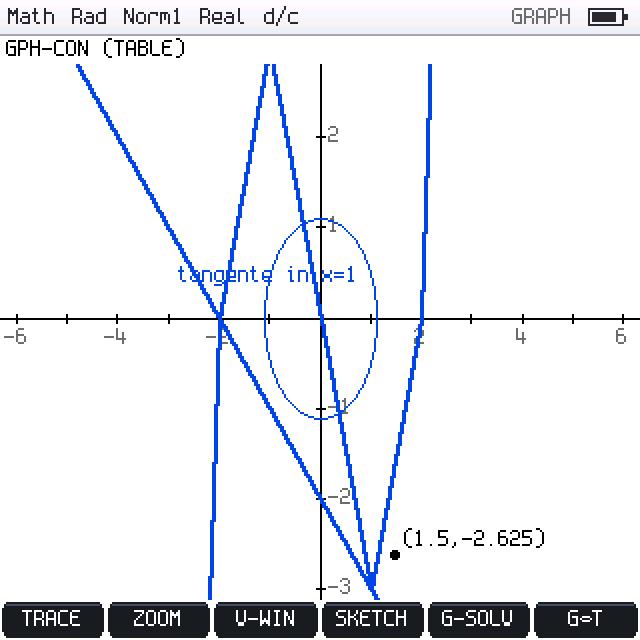 Math Rad Norm1 Real d/c GRAPH
GPH-CON (TABLE)
2
1
tangente in x=1
-6 -4 -2 2 4 6
-1
-2
(1.5,-2.625)
-3
TRACE ZOOM V-WIN SKETCH G-SOLV G⇌T